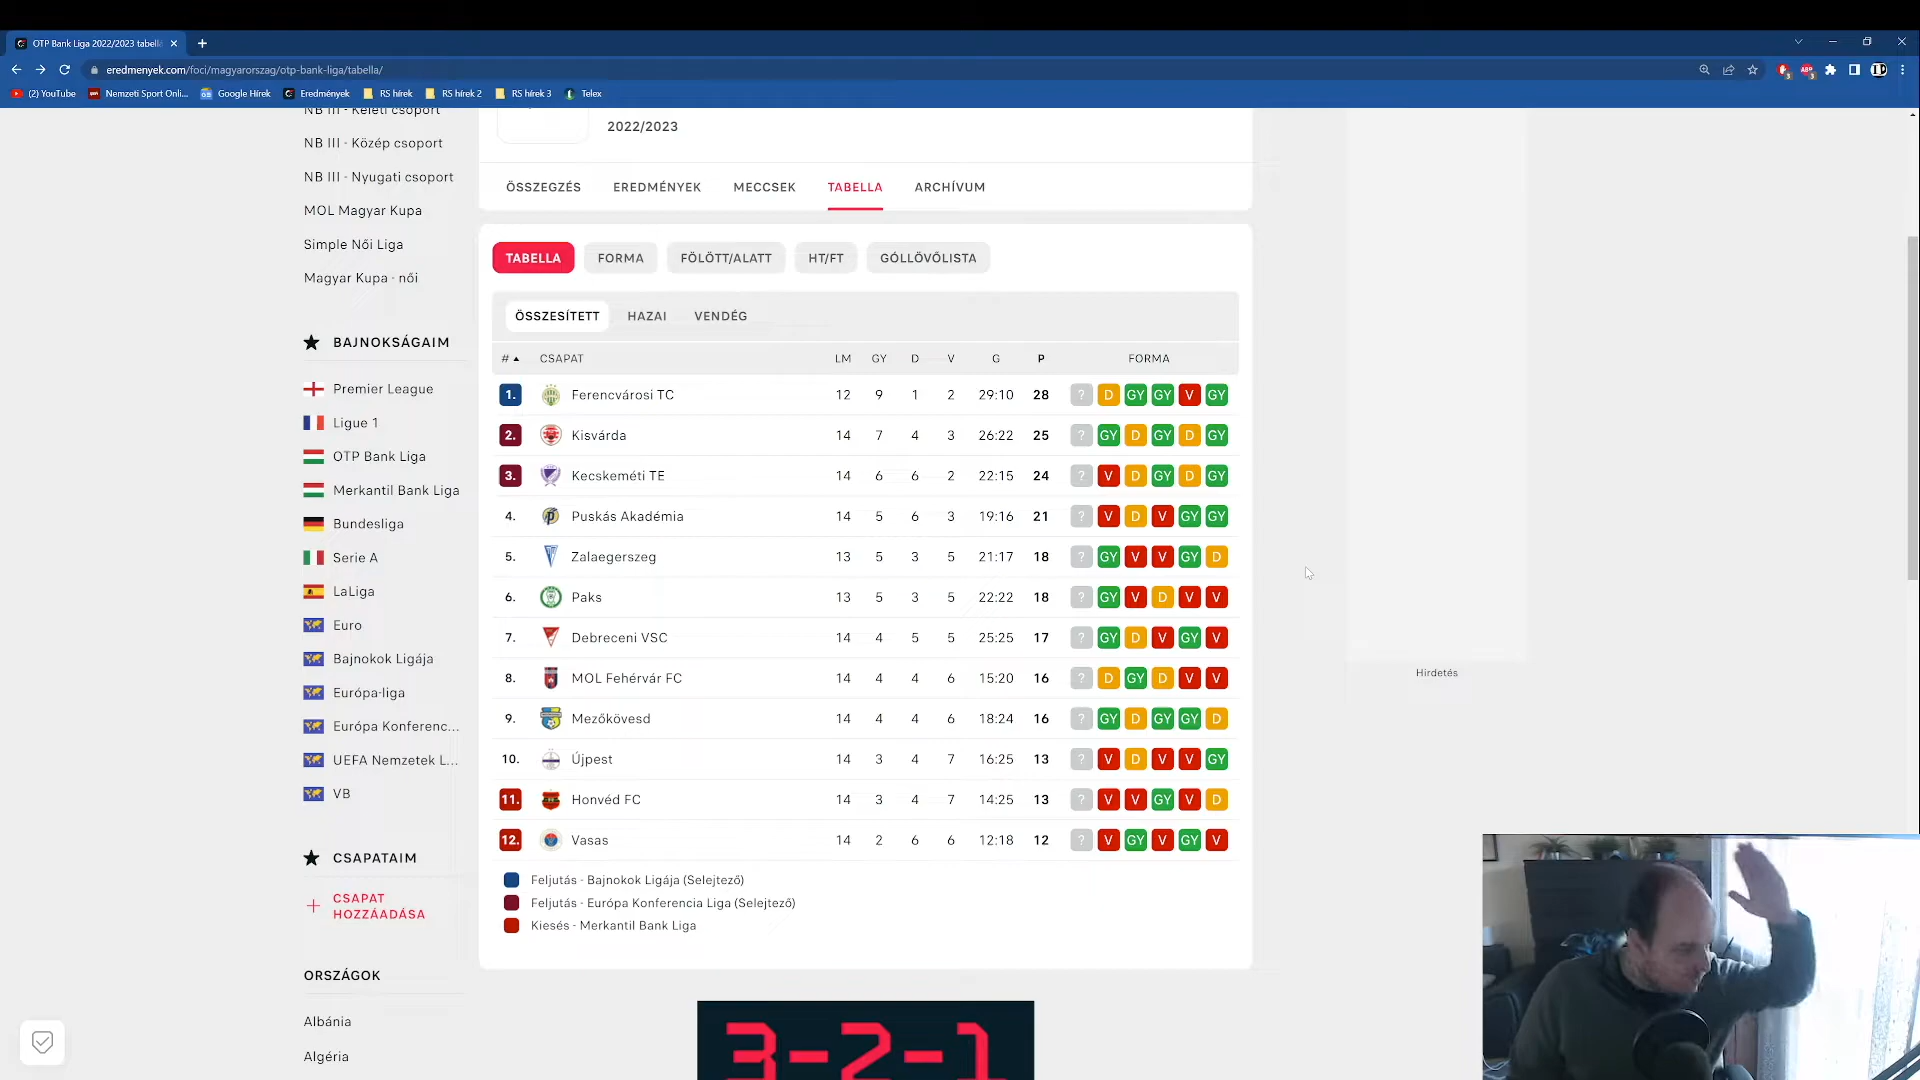 OTP Bank Liga 2022/2023 tabellá
eredmenyek.com/foci/magyarorszag/otp-bank-liga/tabella/
(2) YouTube
Nemzeti Sport Onli...
Google Hírek
Eredmények
RS hírek
RS hírek 2
RS hírek 3
Telex
NB III - Keleti csoport
NB III - Közép csoport
NB III - Nyugati csoport
MOL Magyar Kupa
Simple Női Liga
Magyar Kupa - női
BAJNOKSÁGAIM
Premier League
Ligue 1
OTP Bank Liga
Merkantil Bank Liga
Bundesliga
Serie A
LaLiga
Euro
Bajnokok Ligája
Európa-liga
Európa Konferenc...
UEFA Nemzetek L...
VB
CSAPATAIM
+ CSAPAT
HOZZÁADÁSA
ORSZÁGOK
Albánia
Algéria
2022/2023
ÖSSZEGZÉS EREDMÉNYEK MECCSEK TABELLA ARCHÍVUM
TABELLA FORMA FÖLÖTT/ALATT HT/FT GÓLLÖVŐLISTA
ÖSSZESÍTETT HAZAI VENDÉG
# CSAPAT LM GY D V G P FORMA
1. Ferencvárosi TC 12 9 1 2 29:10 28 ? D GY GY V GY
2. Kisvárda 14 7 4 3 26:22 25 ? GY D GY D GY
3. Kecskeméti TE 14 6 6 2 22:15 24 ? V D GY D GY
4. Puskás Akadémia 14 5 6 3 19:16 21 ? V D V GY GY
5. Zalaegerszeg 13 5 3 5 21:17 18 ? GY V V GY D
6. Paks 13 5 3 5 22:22 18 ? GY V D V V
7. Debreceni VSC 14 4 5 5 25:25 17 ? GY D V GY V
8. MOL Fehérvár FC 14 4 4 6 15:20 16 ? D GY D V V
9. Mezőkövesd 14 4 4 6 18:24 16 ? GY D GY GY D
10. Újpest 14 3 4 7 16:25 13 ? V D V V GY
11. Honvéd FC 14 3 4 7 14:25 13 ? V V GY V D
12. Vasas 14 2 6 6 12:18 12 ? V GY V GY V
Feljutás - Bajnokok Ligája (Selejtező)
Feljutás - Európa Konferencia Liga (Selejtező)
Kiesés - Merkantil Bank Liga
3-2-1
Hirdetés